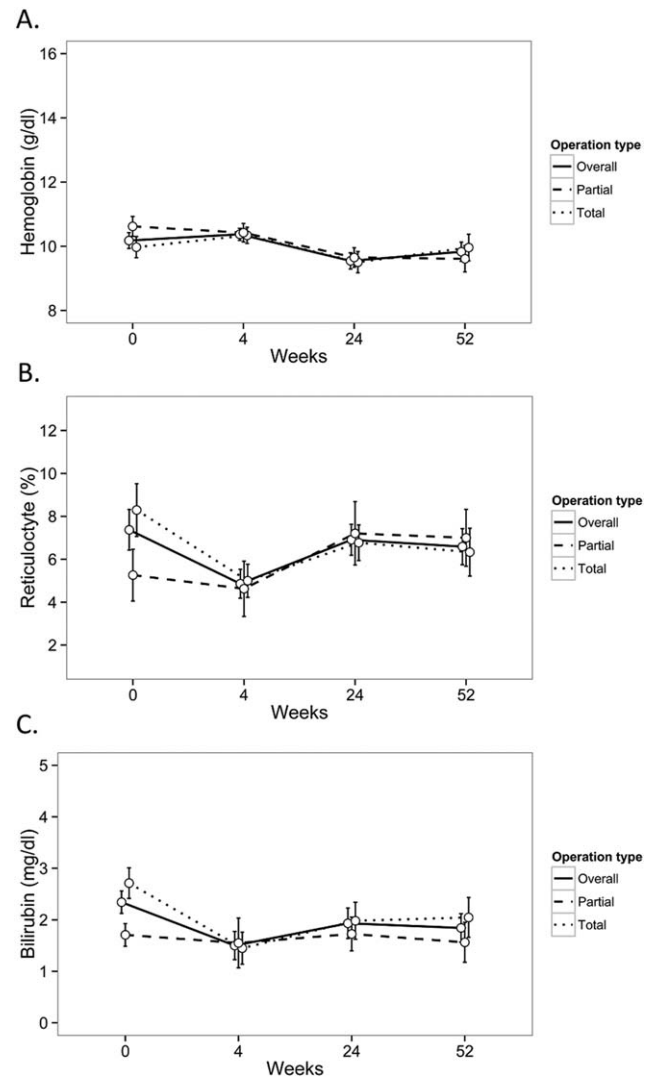 A.
16
14
12
10
8
Hemoglobin (g/dl)
0 4 24 52
Weeks
Operation type
Overall
Partial
Total
B.
12
10
8
6
4
2
Reticuloctyte (%)
0 4 24 52
Weeks
Operation type
Overall
Partial
Total
C.
5
4
3
2
1
0
Bilirubin (mg/dl)
0 4 24 52
Weeks
Operation type
Overall
Partial
Total